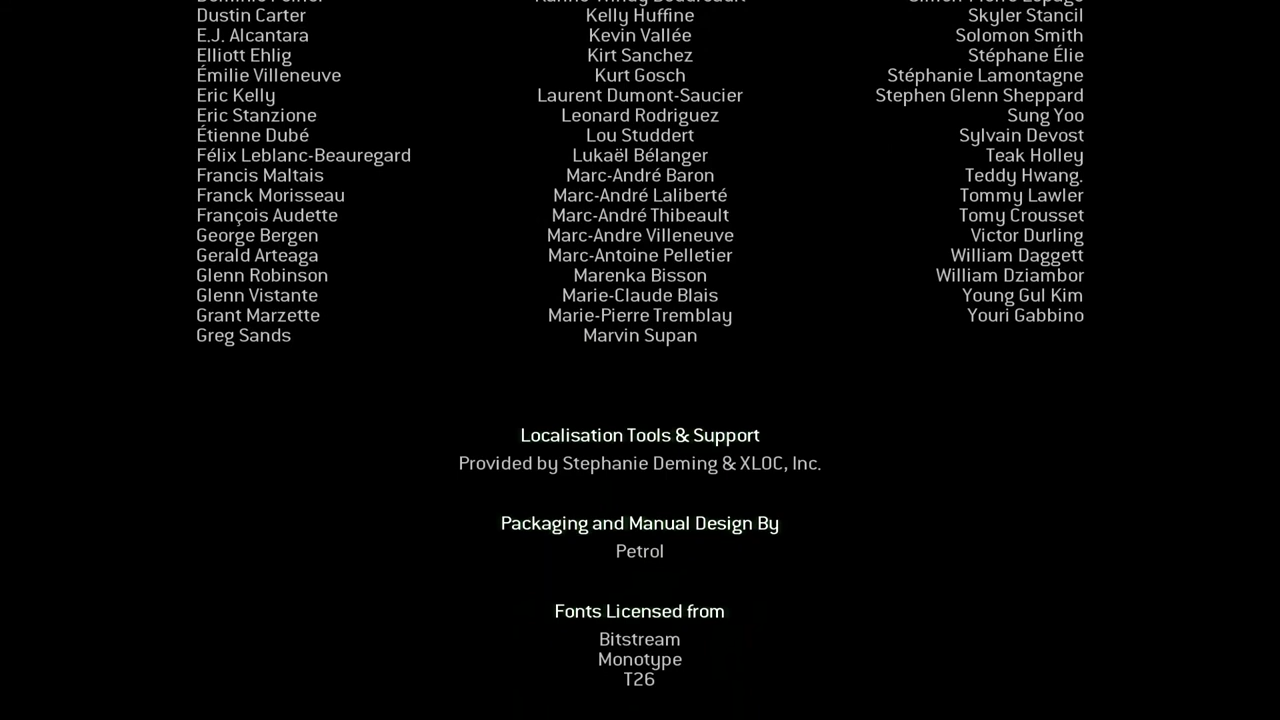 Dustin Carter
E.J. Alcantara
Elliott Ehlig
Émilie Villeneuve
Eric Kelly
Eric Stanzione
Étienne Dubé
Félix Leblanc-Beauregard
Francis Maltais
Franck Morisseau
François Audette
George Bergen
Gerald Arteaga
Glenn Robinson
Glenn Vistante
Grant Marzette
Greg Sands
Kelly Huffine
Kevin Vallée
Kirt Sanchez
Kurt Gosch
Laurent Dumont-Saucier
Leonard Rodriguez
Lou Studdert
Lukaël Bélanger
Marc-André Baron
Marc-André Laliberté
Marc-André Thibeault
Marc-Andre Villeneuve
Marc-Antoine Pelletier
Marenka Bisson
Marie-Claude Blais
Marie-Pierre Tremblay
Marvin Supan
Skyler Stancil
Solomon Smith
Stéphane Élie
Stéphanie Lamontagne
Stephen Glenn Sheppard
Sung Yoo
Sylvain Devost
Teak Holley
Teddy Hwang.
Tommy Lawler
Tomy Crousset
Victor Durling
William Daggett
William Dziambor
Young Gul Kim
Youri Gabbino
Localisation Tools & Support
Provided by Stephanie Deming & XLOC, Inc.
Packaging and Manual Design By
Petrol
Fonts Licensed from
Bitstream
Monotype
T26